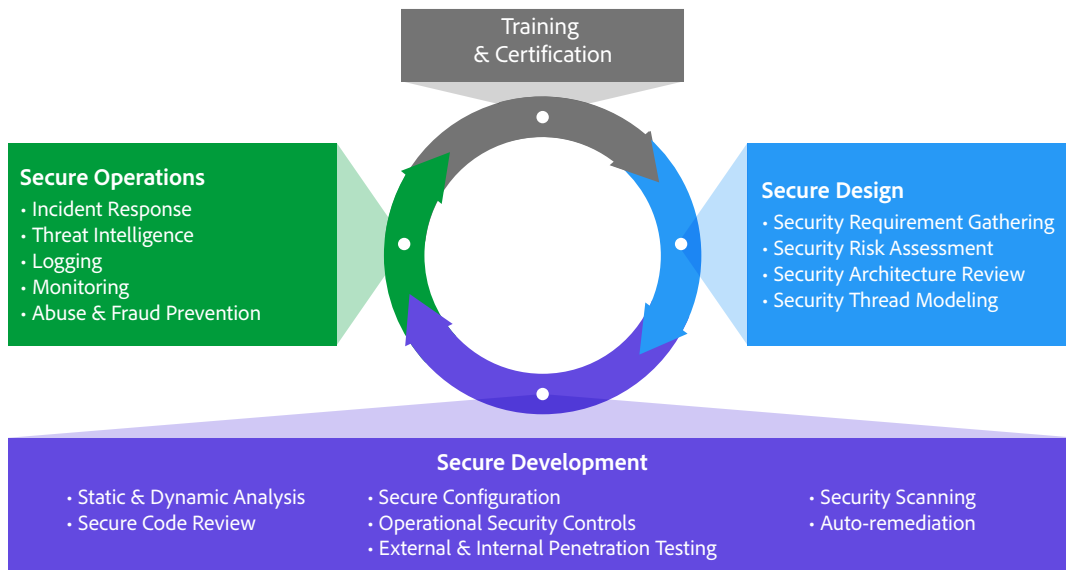 Training
& Certification
Secure Operations
• Incident Response
• Threat Intelligence
• Logging
• Monitoring
• Abuse & Fraud Prevention
Secure Design
• Security Requirement Gathering
• Security Risk Assessment
• Security Architecture Review
• Security Thread Modeling
Secure Development
• Static & Dynamic Analysis
• Secure Code Review
• Secure Configuration
• Operational Security Controls
• External & Internal Penetration Testing
• Security Scanning
• Auto-remediation